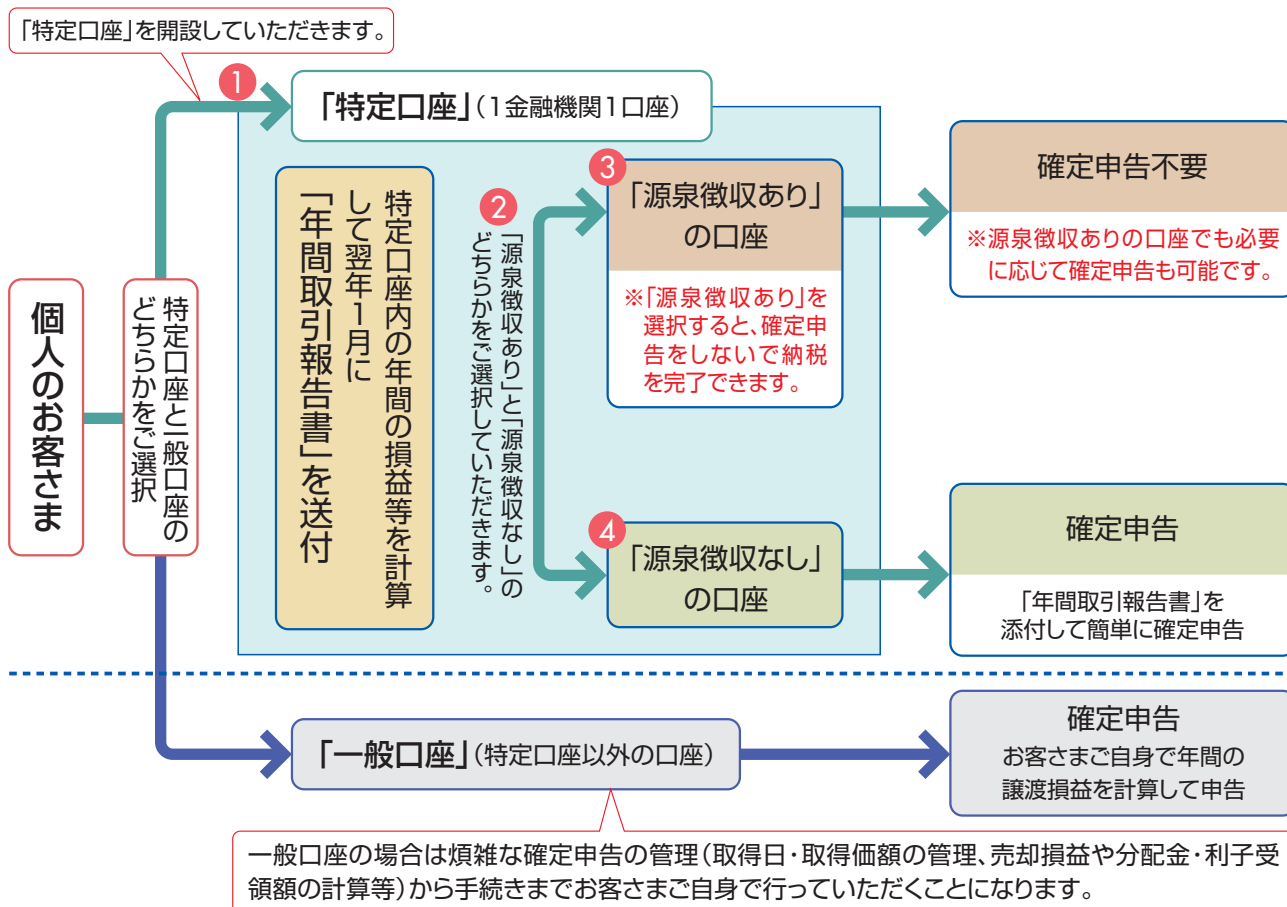 「特定口座」を開設していただきます。
1
「特定口座」（1金融機関1口座）
個人のお客さま
特定口座と一般口座の
どちらかをご選択
特定口座内の年間の損益等を計算
して翌年1月に
「年間取引報告書」を送付
2
「源泉徴収あり」と「源泉徴収なし」の
どちらかをご選択していただきます。
3
「源泉徴収あり」
の口座
※「源泉徴収あり」を
選択すると、確定申
告をしないで納税
を完了できます。
確定申告不要
※源泉徴収ありの口座でも必要
に応じて確定申告も可能です。
4
「源泉徴収なし」
の口座
確定申告
「年間取引報告書」を
添付して簡単に確定申告
「一般口座」（特定口座以外の口座）
確定申告
お客さまご自身で年間の
譲渡損益を計算して申告
一般口座の場合は煩雑な確定申告の管理（取得日・取得価額の管理、売却損益や分配金・利子受
領額の計算等）から手続きまでお客さまご自身で行っていただくことになります。